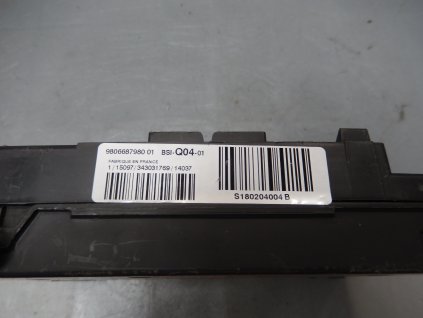 9806687980 01 BSI-Q04-01
FABRIQUE EN FRANCE
1/15097/343031769/14037
S180204004 B